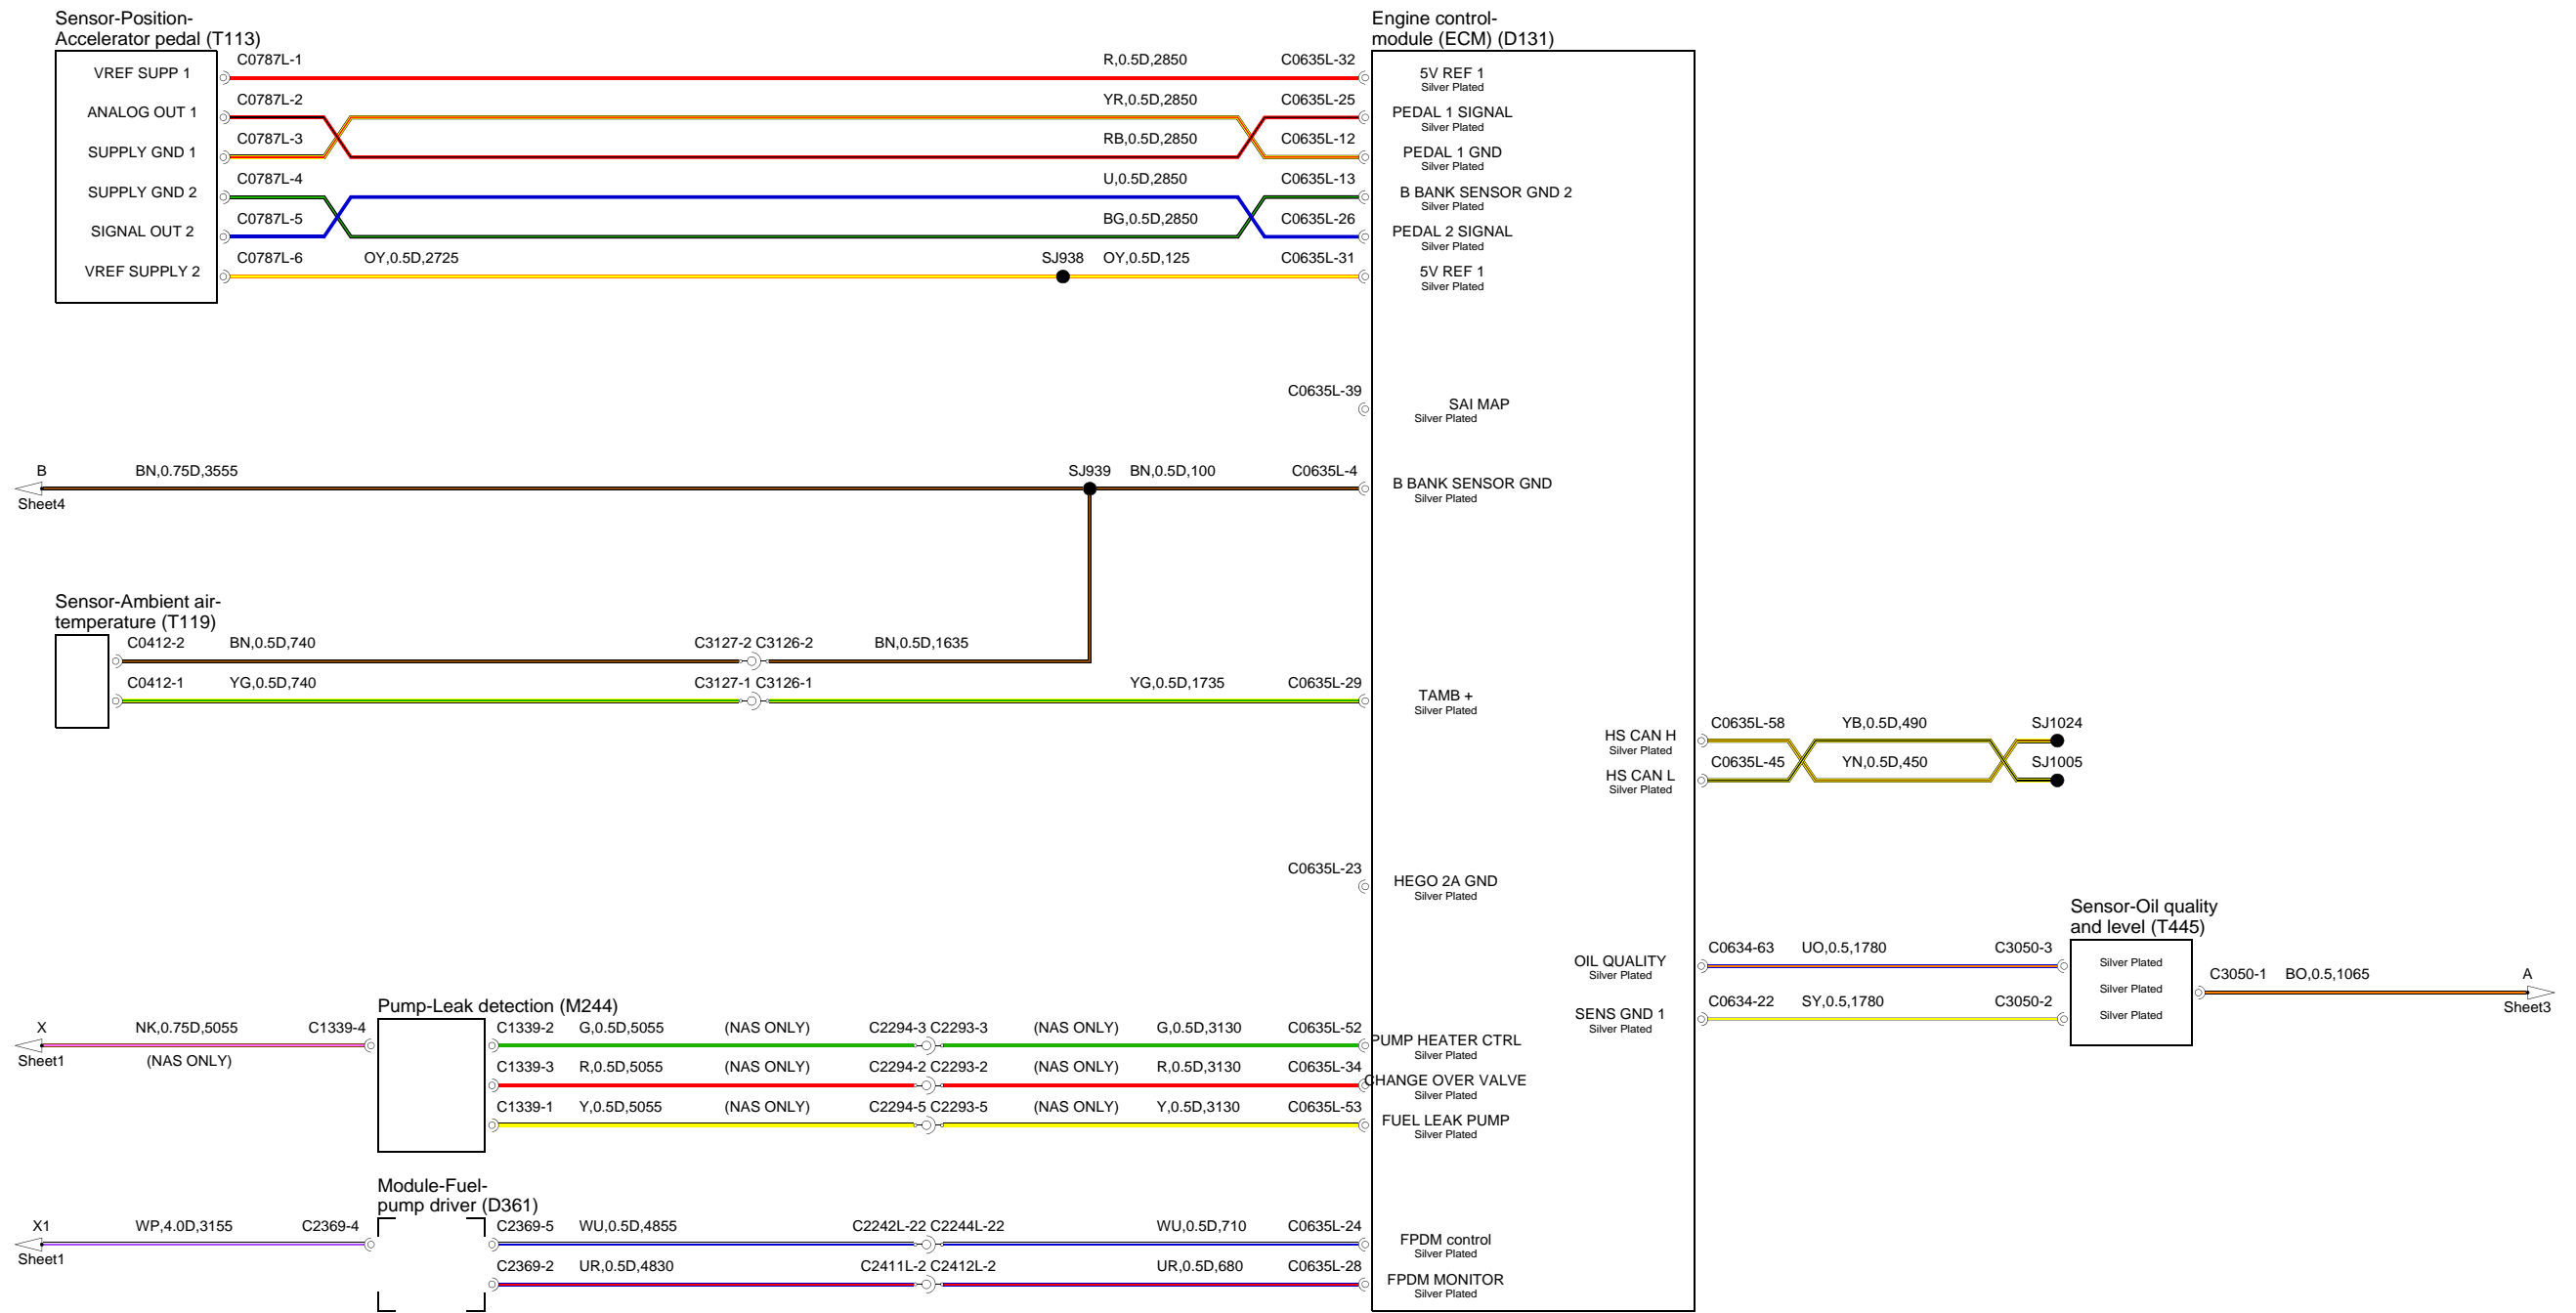 Sensor-Position-
Accelerator pedal (T113)
Engine control-
module (ECM) (D131)
VREF SUPP 1
C0787L-1
R,0.5D,2850
C0635L-32
5V REF 1
Silver Plated
ANALOG OUT 1
C0787L-2
YR,0.5D,2850
C0635L-25
PEDAL 1 SIGNAL
Silver Plated
SUPPLY GND 1
C0787L-3
RB,0.5D,2850
C0635L-12
PEDAL 1 GND
Silver Plated
SUPPLY GND 2
C0787L-4
U,0.5D,2850
C0635L-13
B BANK SENSOR GND 2
Silver Plated
SIGNAL OUT 2
C0787L-5
BG,0.5D,2850
C0635L-26
PEDAL 2 SIGNAL
Silver Plated
VREF SUPPLY 2
C0787L-6
OY,0.5D,2725
SJ938
OY,0.5D,125
C0635L-31
5V REF 1
Silver Plated
C0635L-39
SAI MAP
Silver Plated
B
Sheet4
BN,0.75D,3555
SJ939
BN,0.5D,100
C0635L-4
B BANK SENSOR GND
Silver Plated
Sensor-Ambient air-
temperature (T119)
C0412-2
BN,0.5D,740
C3127-2 C3126-2
BN,0.5D,1635
C0412-1
YG,0.5D,740
C3127-1 C3126-1
YG,0.5D,1735
C0635L-29
TAMB +
Silver Plated
HS CAN H
Silver Plated
C0635L-58
YB,0.5D,490
SJ1024
HS CAN L
Silver Plated
C0635L-45
YN,0.5D,450
SJ1005
C0635L-23
HEGO 2A GND
Silver Plated
Sensor-Oil quality
and level (T445)
OIL QUALITY
Silver Plated
C0634-63
UO,0.5,1780
C3050-3
Silver Plated
Silver Plated
C3050-1
BO,0.5,1065
A
Sheet3
SENS GND 1
Silver Plated
C0634-22
SY,0.5,1780
C3050-2
Silver Plated
Pump-Leak detection (M244)
X
Sheet1
NK,0.75D,5055
(NAS ONLY)
C1339-4
C1339-2
G,0.5D,5055
(NAS ONLY)
C2294-3 C2293-3
(NAS ONLY)
G,0.5D,3130
C0635L-52
PUMP HEATER CTRL
Silver Plated
C1339-3
R,0.5D,5055
(NAS ONLY)
C2294-2 C2293-2
(NAS ONLY)
R,0.5D,3130
C0635L-34
CHANGE OVER VALVE
Silver Plated
C1339-1
Y,0.5D,5055
(NAS ONLY)
C2294-5 C2293-5
(NAS ONLY)
Y,0.5D,3130
C0635L-53
FUEL LEAK PUMP
Silver Plated
Module-Fuel-
pump driver (D361)
X1
Sheet1
WP,4.0D,3155
C2369-4
C2369-5
WU,0.5D,4855
C2242L-22 C2244L-22
WU,0.5D,710
C0635L-24
FPDM control
Silver Plated
C2369-2
UR,0.5D,4830
C2411L-2 C2412L-2
UR,0.5D,680
C0635L-28
FPDM MONITOR
Silver Plated